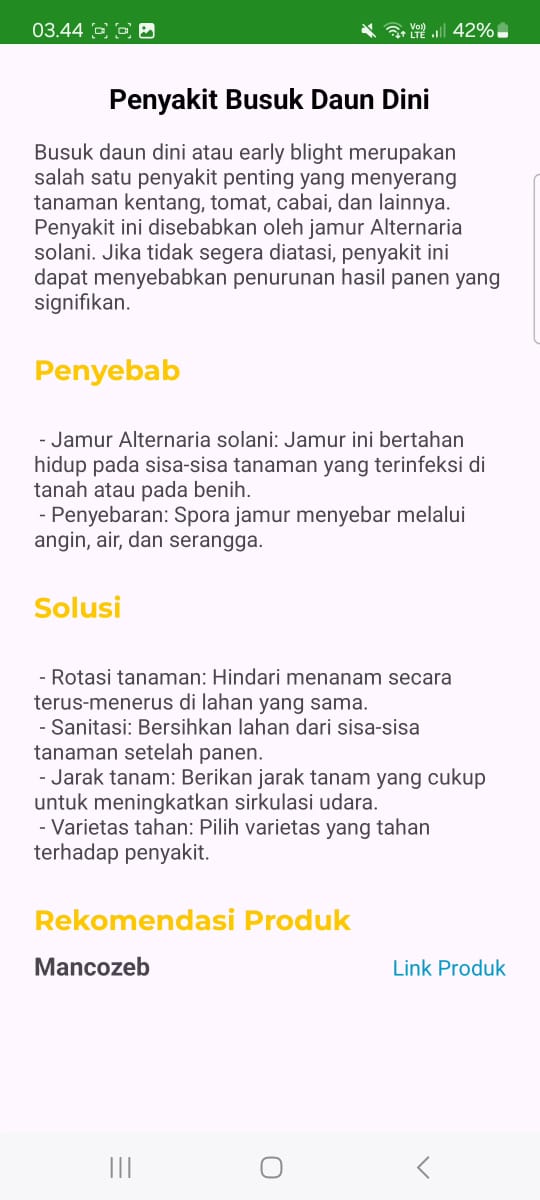 03.44
Vo))
LTE
42%
Penyakit Busuk Daun Dini
Busuk daun dini atau early blight merupakan
salah satu penyakit penting yang menyerang
tanaman kentang, tomat, cabai, dan lainnya.
Penyakit ini disebabkan oleh jamur Alternaria
solani. Jika tidak segera diatasi, penyakit ini
dapat menyebabkan penurunan hasil panen yang
signifikan.
Penyebab
- Jamur Alternaria solani: Jamur ini bertahan
hidup pada sisa-sisa tanaman yang terinfeksi di
tanah atau pada benih.
- Penyebaran: Spora jamur menyebar melalui
angin, air, dan serangga.
Solusi
- Rotasi tanaman: Hindari menanam secara
terus-menerus di lahan yang sama.
- Sanitasi: Bersihkan lahan dari sisa-sisa
tanaman setelah panen.
- Jarak tanam: Berikan jarak tanam yang cukup
untuk meningkatkan sirkulasi udara.
- Varietas tahan: Pilih varietas yang tahan
terhadap penyakit.
Rekomendasi Produk
Mancozeb Link Produk